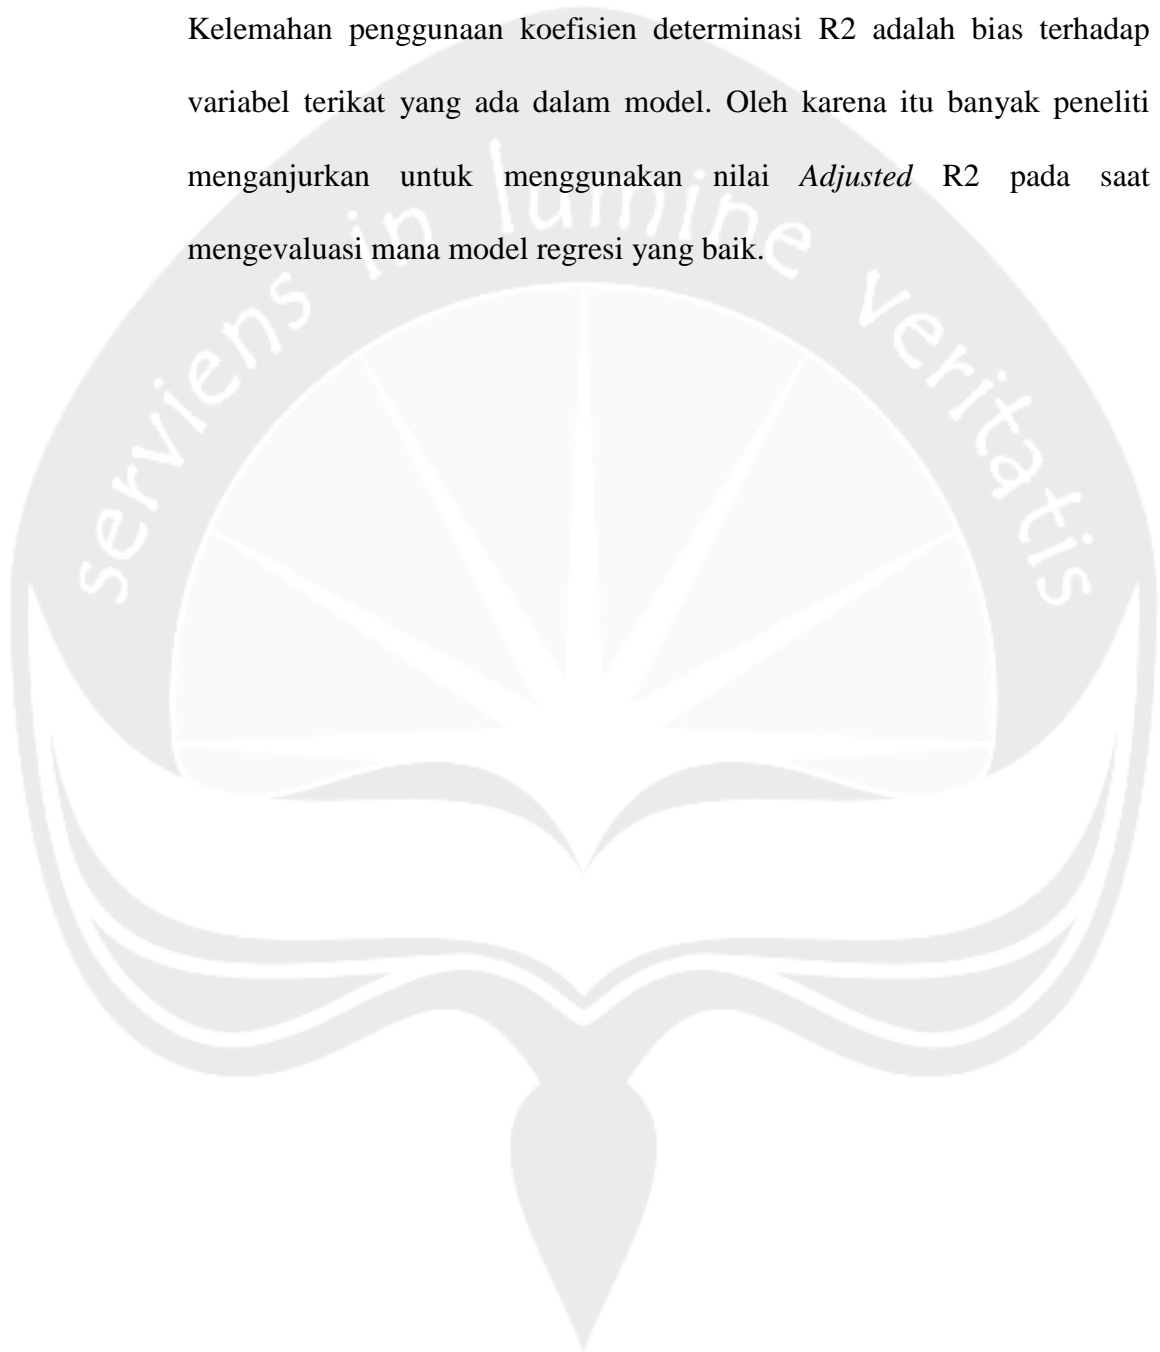 Kelemahan penggunaan koefisien determinasi R2 adalah bias terhadap
variabel terikat yang ada dalam model. Oleh karena itu banyak peneliti
menganjurkan untuk menggunakan nilai Adjusted R2 pada saat
mengevaluasi mana model regresi yang baik.
serviens in lumine veritatis